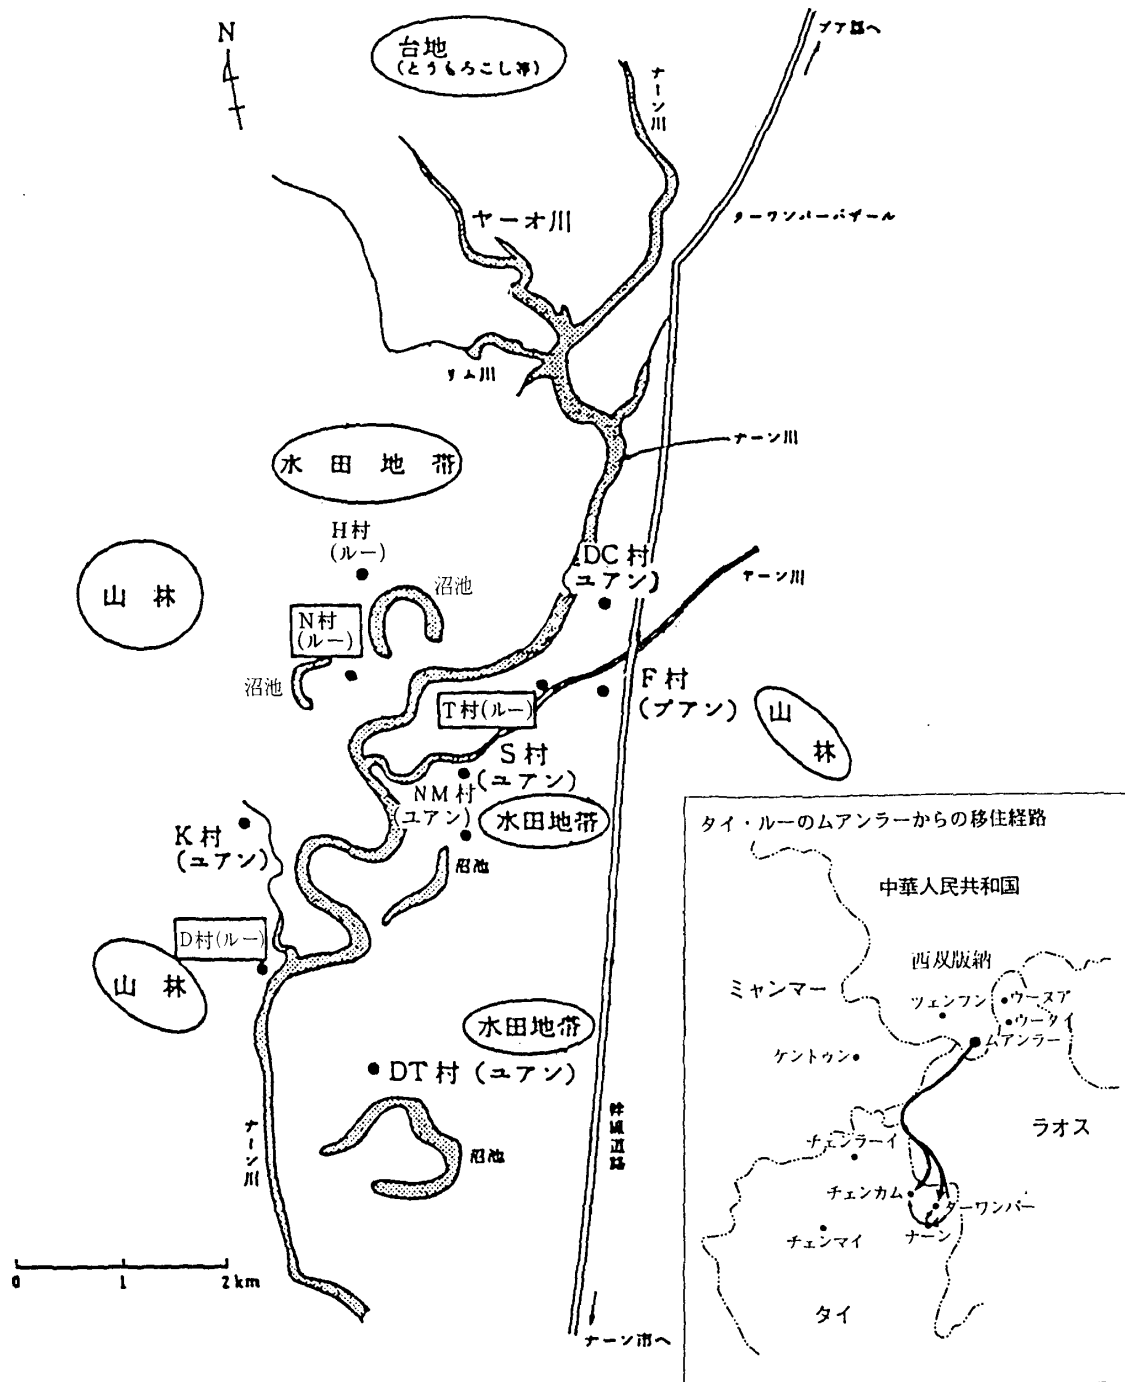 N
台地
(とうもろこし帯)
プア郡へ
ナーン川
ヤーオ川
ターワンパーバザール
リム川
ナーン川
水田地帯
H村
(ルー)
DC村
ユアン)
山林
沼池
N村
(ルー)
ヤーン川
沼池
T村(ルー)
F村
(プアン)
山林
S村
(ユアン)
NM村
(ユアン)
水田地帯
K村
(ユアン)
沼池
D村(ルー)
山林
水田地帯
DT村 (ユアン)
沼池
ナーン川
幹線道路
0 1 2km
ナーン市へ
タイ・ルーのムアンラーからの移住経路
中華人民共和国
西双版納
ミャンマー
ツェンフン
ウーヌア
ウータイ
ムアンラー
ケントゥン
ラオス
チェンラーイ
チェンカム
ターワンパー
ナーン
チェンマイ
タイ